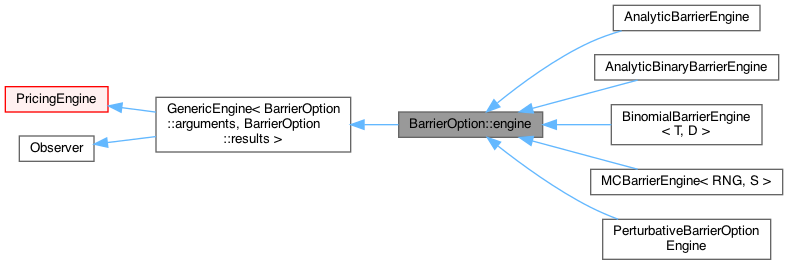 PricingEngine
Observer
GenericEngine< BarrierOption
::arguments, BarrierOption
::results >
BarrierOption::engine
AnalyticBarrierEngine
AnalyticBinaryBarrierEngine
BinomialBarrierEngine
< T, D >
MCBarrierEngine< RNG, S >
PerturbativeBarrierOption
Engine